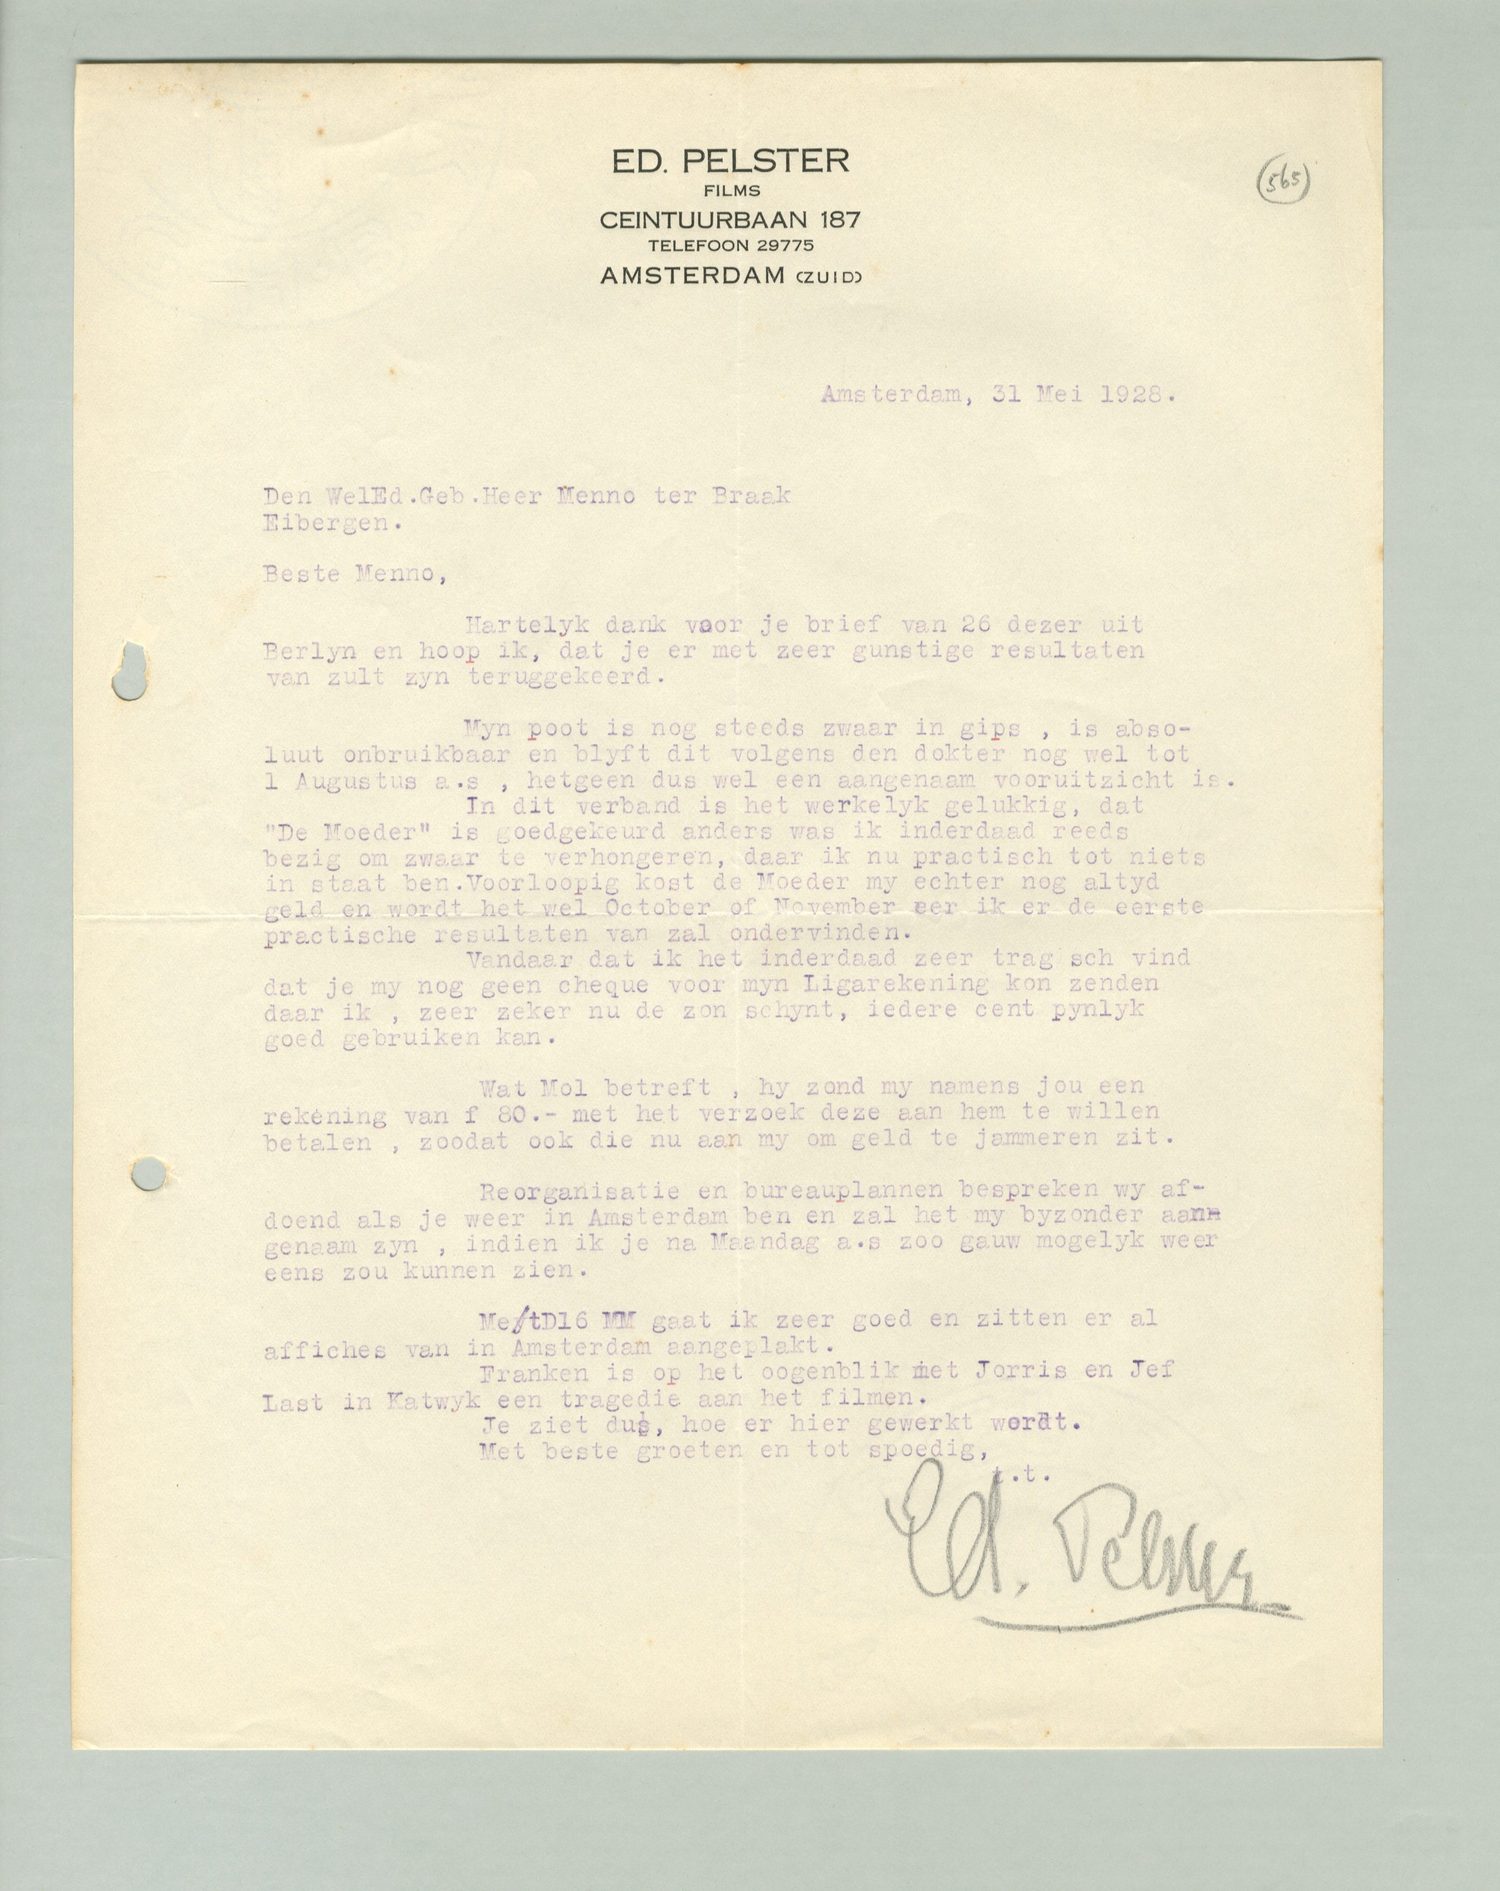 ED. PELSTER
FILMS
CEINTUURBAAN 187
TELEFOON 29775
AMSTERDAM (ZUID)
(565)
Amsterdam, 31 Mei 1928.
Den WelEd.Geb.Heer Menno ter Braak
Eibergen.
Beste Menno,
Hartelyk dank voor je brief van 26 dezer uit
Berlyn en hoop ik, dat je er met zeer gunstige resultaten
van zult zyn teruggekeerd.
Myn poot is nog steeds zwaar in gips , is abso-
luut onbruikbaar en blyft dit volgens den dokter nog wel tot
1 Augustus a.s , hetgeen dus wel een aangenaam vooruitzicht is.
In dit verband is het werkelyk gelukkig, dat
"De Moeder" is goedgekeurd anders was ik inderdaad reeds
bezig om zwaar te verhongeren, daar ik nu practisch tot niets
in staat ben.Voorloopig kost de Moeder my echter nog altyd
geld en wordt het wel October of November eer ik er de eerste
practische resultaten van zal ondervinden.
Vandaar dat ik het inderdaad zeer trag sch vind
dat je my nog geen cheque voor myn Ligarekening kon zenden
daar ik , zeer zeker nu de zon schynt, iedere cent pynlyk
goed gebruiken kan.
Wat Mol betreft , hy zond my namens jou een
rekening van f 80.- met het verzoek deze aan hem te willen
betalen , zoodat ook die nu aan my om geld te jammeren zit.
Reorganisatie en bureauplannen bespreken wy af-
doend als je weer in Amsterdam ben en zal het my byzonder aan
genaam zyn , indien ik je na Maandag a.s zoo gauw mogelyk weer
eens zou kunnen zien.
Me/tD16 MM gaat ik zeer goed en zitten er al
affiches van in Amsterdam aangeplakt.
Franken is op het oogenblik met Jorris en Jef
Last in Katwyk een tragedie aan het filmen.
Je ziet dus, hoe er hier gewerkt wordt.
Met beste groeten en tot spoedig,
t.t.
Ed. Pelster